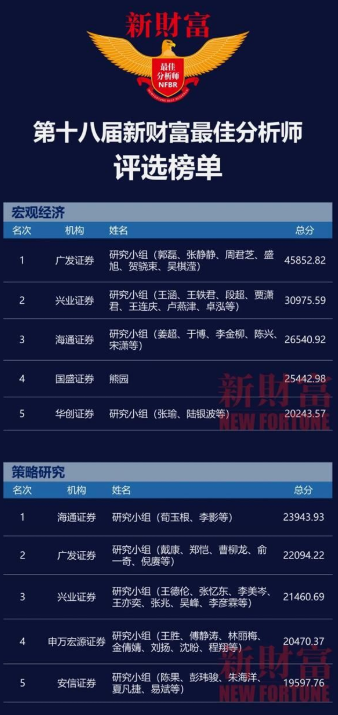 新財富
最佳
分析师
NFBR
第十八届新财富最佳分析师
评选榜单
宏观经济
名次 机构 姓名 总分
1 广发证券 研究小组（郭磊、张静静、周君芝、盛旭、贺骁束、吴棋滢） 45852.82
2 兴业证券 研究小组（王涵、王轶君、段超、贾潇君、王连庆、卢燕津、卓泓等） 30975.59
3 海通证券 研究小组（姜超、于博、李金柳、陈兴、宋潇等） 26540.92
4 国盛证券 熊园 25442.98
5 华创证券 研究小组（张瑜、陆银波等） 20243.57
新財富
NEW FORTUNE
策略研究
名次 机构 姓名 总分
1 海通证券 研究小组（荀玉根、李影等） 23943.93
2 广发证券 研究小组（戴康、郑恺、曹柳龙、俞一奇、倪赓等） 22094.22
3 兴业证券 研究小组（王德伦、张忆东、李美岑、王亦奕、张兆、吴峰、李彦霖等） 21460.69
4 申万宏源证券 研究小组（王胜、傅静涛、林丽梅、金倩婧、刘扬、沈盼、程翔等） 20470.37
5 安信证券 研究小组（陈果、彭玮骏、朱海洋、夏凡捷、易斌等） 19597.76
新財富
NEW FORTUNE